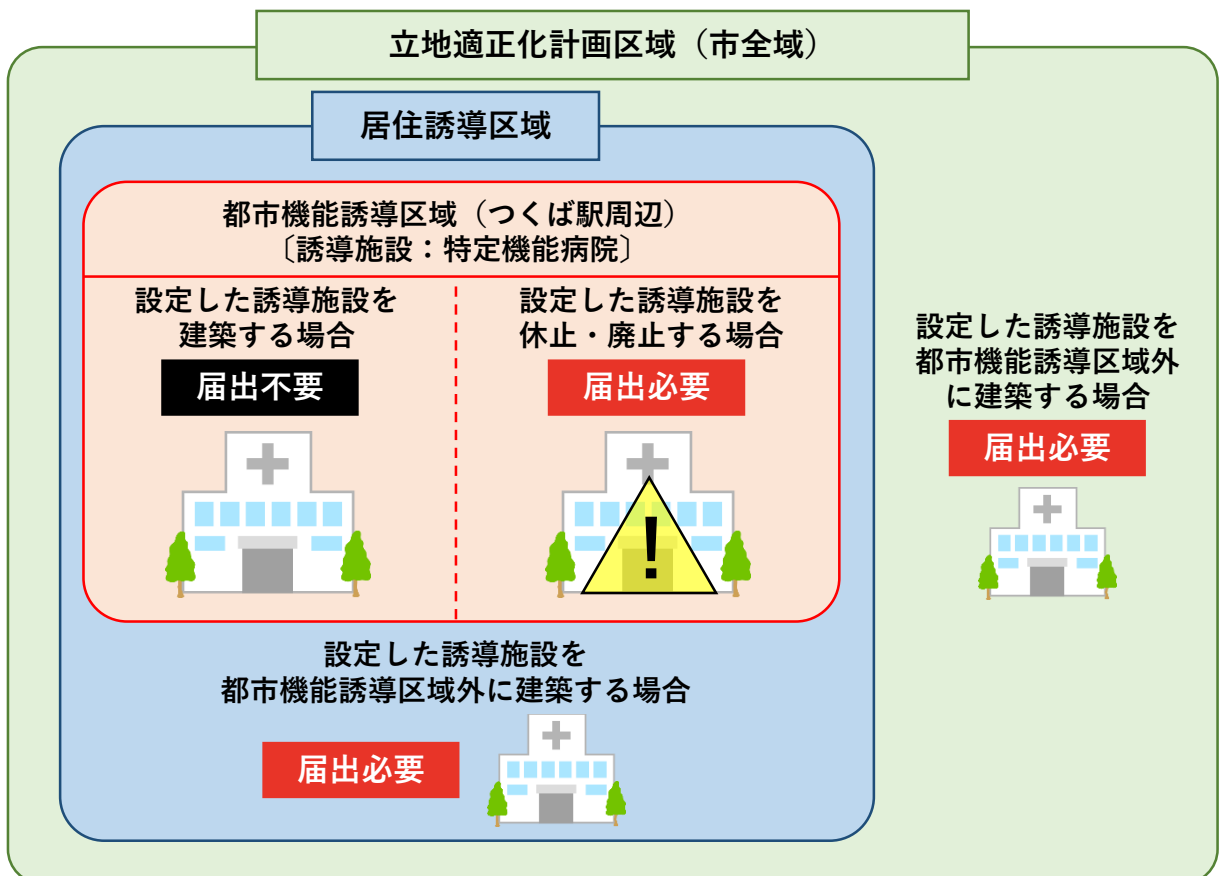 立地適正化計画区域（市全域）
居住誘導区域
都市機能誘導区域（つくば駅周辺）
〔誘導施設：特定機能病院〕
設定した誘導施設を
建築する場合
届出不要
設定した誘導施設を
休止・廃止する場合
届出必要
!
設定した誘導施設を
都市機能誘導区域外
に建築する場合
届出必要
設定した誘導施設を
都市機能誘導区域外に建築する場合
届出必要